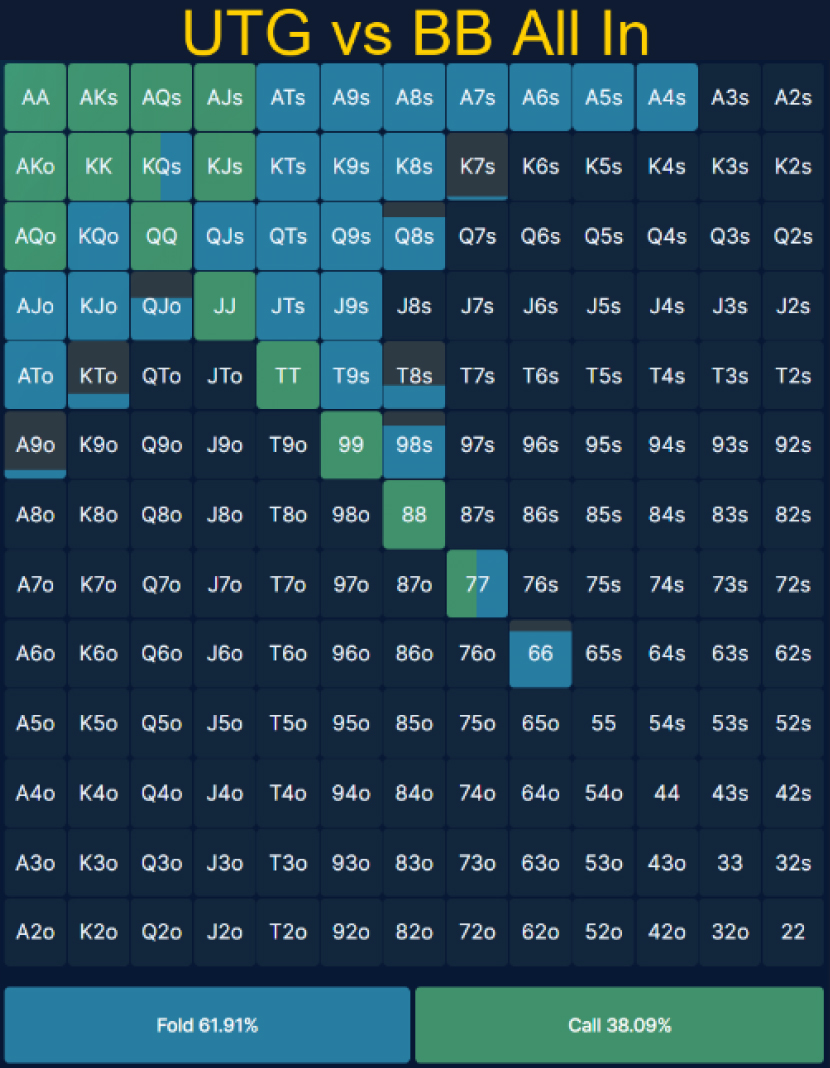 UTG vs BB All In
AA AKs AQs AJs ATs A9s A8s A7s A6s A5s A4s A3s A2s
AKo KK KQs KJs KTs K9s K8s K7s K6s K5s K4s K3s K2s
AQo KQo QQ QJs QTs Q9s Q8s Q7s Q6s Q5s Q4s Q3s Q2s
AJo KJo QJo JJ JTs J9s J8s J7s J6s J5s J4s J3s J2s
ATo KTo QTo JTo TT T9s T8s T7s T6s T5s T4s T3s T2s
A9o K9o Q9o J9o T9o 99 98s 97s 96s 95s 94s 93s 92s
A8o K8o Q8o J8o T8o 98o 88 87s 86s 85s 84s 83s 82s
A7o K7o Q7o J7o T7o 97o 87o 77 76s 75s 74s 73s 72s
A6o K6o Q6o J6o T6o 96o 86o 76o 66 65s 64s 63s 62s
A5o K5o Q5o J5o T5o 95o 85o 75o 65o 55 54s 53s 52s
A4o K4o Q4o J4o T4o 94o 84o 74o 64o 54o 44 43s 42s
A3o K3o Q3o J3o T3o 93o 83o 73o 63o 53o 43o 33 32s
A2o K2o Q2o J2o T2o 92o 82o 72o 62o 52o 42o 32o 22
Fold 61.91% Call 38.09%